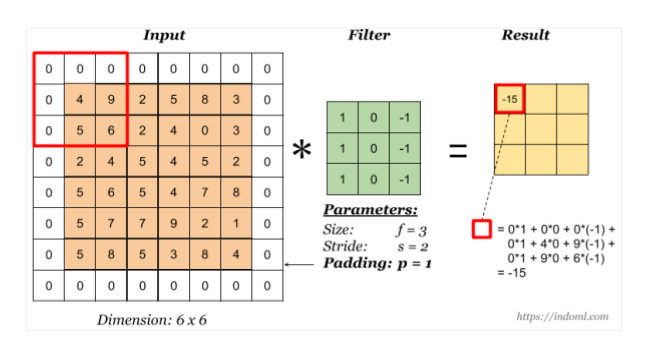 Input Filter Result
0 0 0 0 0 0 0 0
0 4 9 2 5 8 3 0
0 5 6 2 4 0 3 0
0 2 4 5 4 5 2 0
0 5 6 5 4 7 8 0
0 5 7 7 9 2 1 0
0 5 8 5 3 8 4 0
0 0 0 0 0 0 0 0
Dimension: 6 x 6
*
1 0 -1
1 0 -1
1 0 -1
Parameters:
Size: f = 3
Stride: s = 2
Padding: p = 1
=
-15
= 0*1 + 0*0 + 0*(-1) +
0*1 + 4*0 + 9*(-1) +
0*1 + 9*0 + 6*(-1)
= -15
https://indoml.com